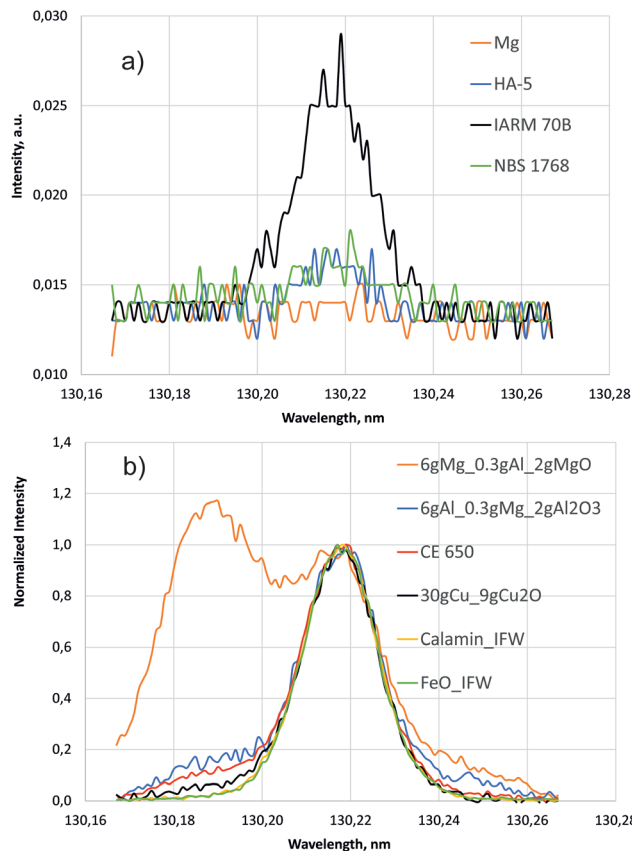 0,030
a)
Mg
HA-5
IARM 70B
NBS 1768
0,025
0,020
0,015
0,010
Intensity, a.u.
130,16 130,18 130,20 130,22 130,24 130,26 130,28
Wavelength, nm
1,4
b)
6gMg_0.3gAl_2gMgO
6gAl_0.3gMg_2gAl2O3
CE 650
30gCu_9gCu2O
Calamin_IFW
FeO_IFW
1,2
1,0
0,8
0,6
0,4
0,2
0,0
Normalized Intensity
130,16 130,18 130,20 130,22 130,24 130,26 130,28
Wavelength, nm